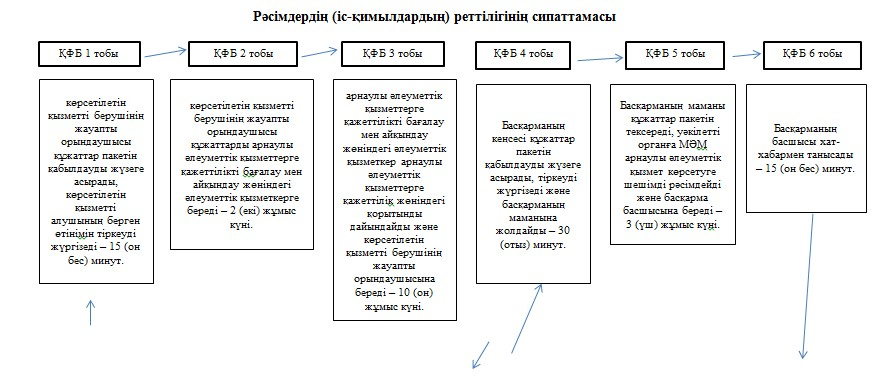 Рәсімдердің (іс-қимылдардың) реттілігінің сипаттамасы
ҚФБ 1 тобы
ҚФБ 2 тобы
ҚФБ 3 тобы
ҚФБ 4 тобы
ҚФБ 5 тобы
ҚФБ 6 тобы
көрсетілетін
қызметті берушінің
жауапты
орындаушысы
құжаттар пакетін
қабылдауды жүзеге
асырады,
көрсетілетін
қызметті
алушының берген
өтінімін тіркеуді
жүргізеді – 15 (он
бес) минут.
көрсетілетін қызметті
берушінің жауапты
орындаушысы
құжаттарды арнаулы
әлеуметтік қызметтерге
қажеттілікті бағалау мен
айқындау жөніндегі
әлеуметтік қызметкерге
береді – 2 (екі) жұмыс
күні.
арнаулы әлеуметтік
қызметтерге
қажеттілікті бағалау
мен айқындау
жөніндегі әлеуметтік
қызметкер арнаулы
әлеуметтік
қызметтерге
қажеттілік жөніндегі
қорытынды
дайындайды және
көрсетілетін
қызметті берушінің
жауапты
орындаушысына
береді – 10 (он)
жұмыс күні.
Басқарманың
кеңсесі құжаттар
пакетін
қабылдауды жүзеге
асырады, тіркеуді
жүргізеді және
басқарманың
маманына
жолдайды – 30
(отыз) минут.
Басқарманың маманы
құжаттар пакетін
тексереді, уәкілетті
органға МӘМ
арнаулы әлеуметтік
қызмет көрсетуге
шешімді рәсімдейді
және басқарма
басшысына береді –
3 (үш) жұмыс күні.
Басқарманың
басшысы хат-
хабармен танысады
– 15 (он бес) минут.